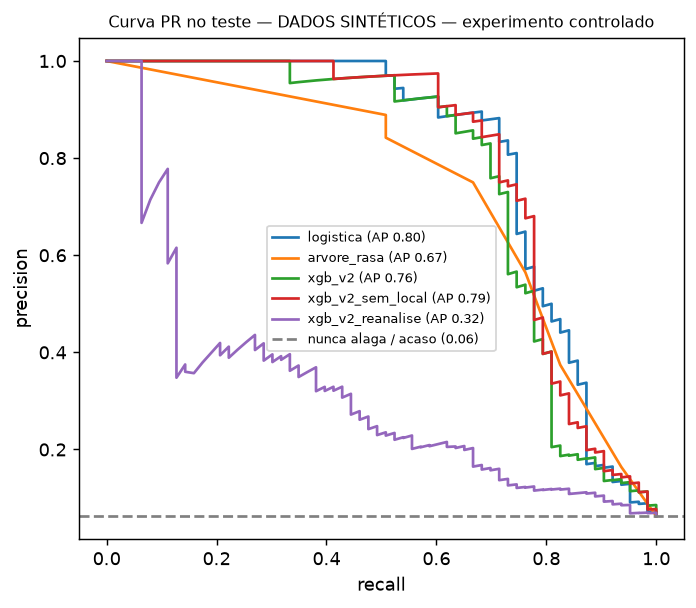 Curva PR no teste — DADOS SINTÉTICOS — experimento controlado
precision
1.0
0.8
0.6
0.4
0.2
logistica (AP 0.80)
arvore_rasa (AP 0.67)
xgb_v2 (AP 0.76)
xgb_v2_sem_local (AP 0.79)
xgb_v2_reanalise (AP 0.32)
nunca alaga / acaso (0.06)
0.0 0.2 0.4 0.6 0.8 1.0
recall